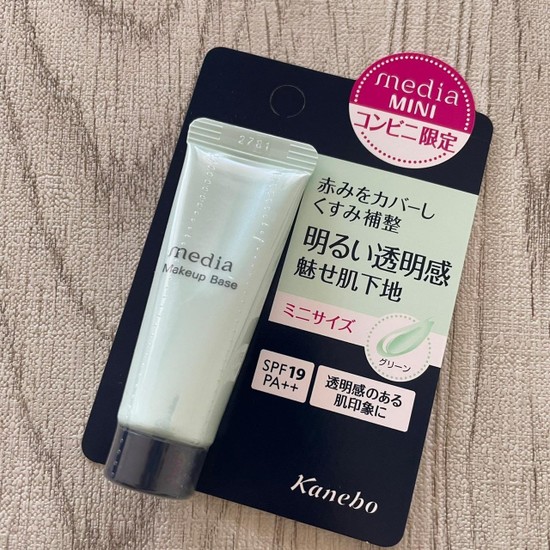 media
MINI
コンビニ限定
2761
media
Makeup Base
赤みをカバーし
くすみ補整
明るい透明感
魅せ肌下地
ミニサイズ
グリーン
SPF19
PA++
透明感のある
肌印象に
Kanebo